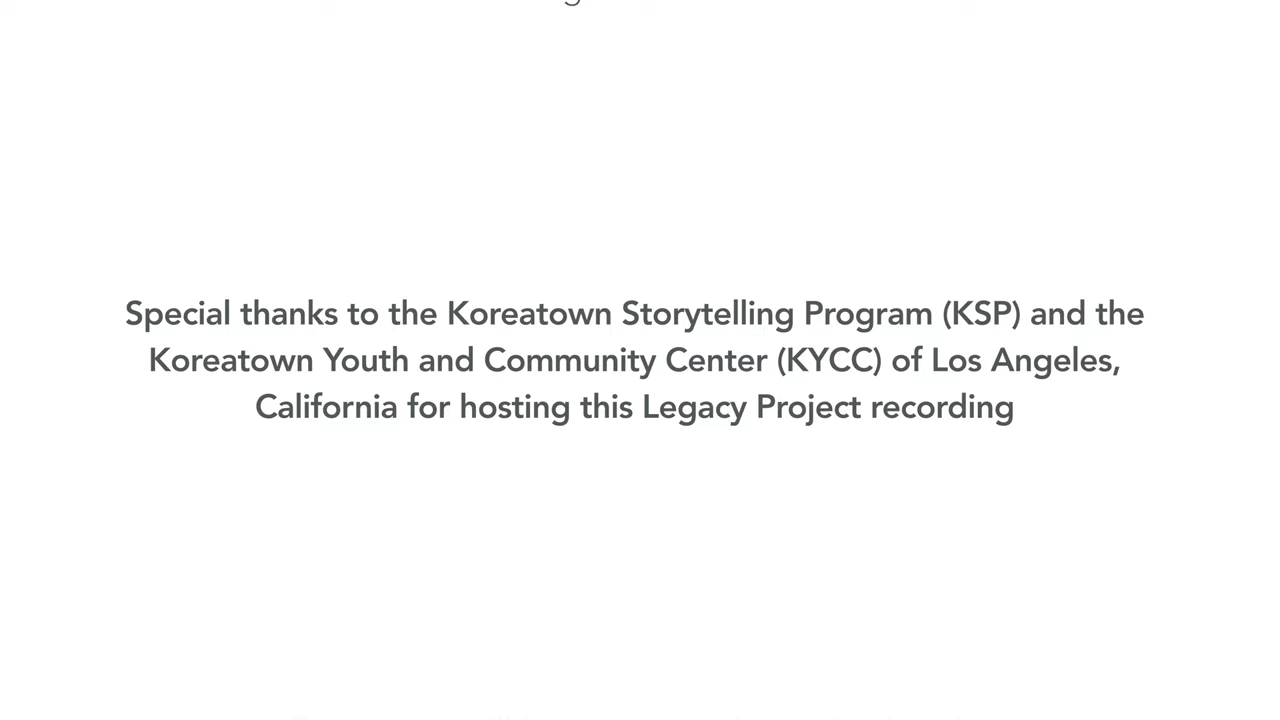 Special thanks to the Koreatown Storytelling Program (KSP) and the
Koreatown Youth and Community Center (KYCC) of Los Angeles,
California for hosting this Legacy Project recording